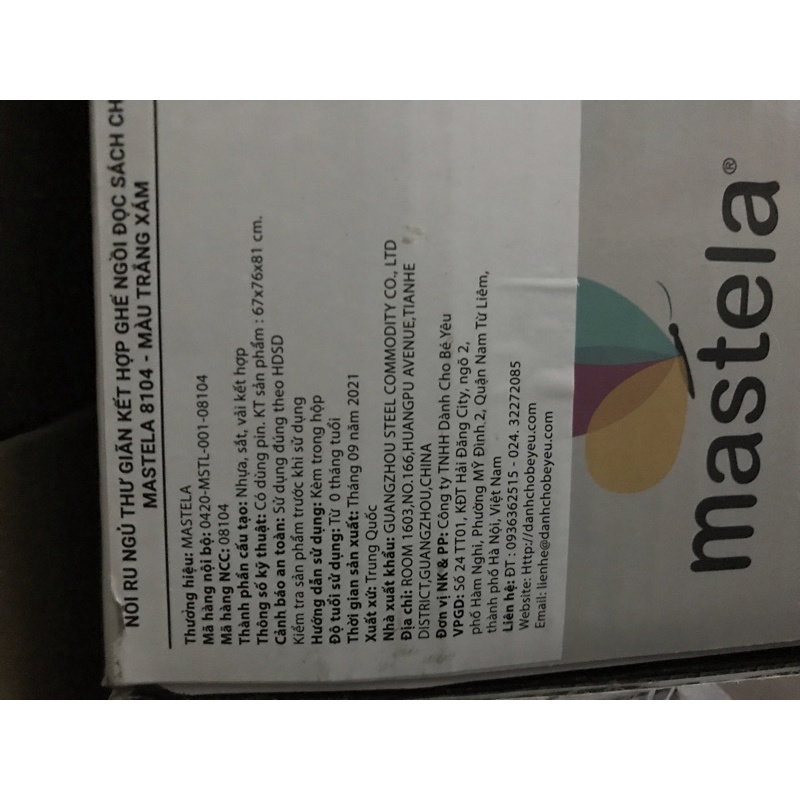 NÔI RU NGỦ THƯ GIÃN KẾT HỢP GHẾ NGỒI ĐỌC SÁCH CH
MASTELA 8104 - MÀU TRẮNG XÁM
Thương hiệu: MASTELA
Mã hàng nội bộ: 0420-MSTL-001-08104
Mã hàng NCC: 08104
Thành phần cấu tạo: Nhựa, sắt, vải kết hợp
Thông số kỹ thuật: Có dùng pin. KT sản phẩm : 67x76x81 cm.
Cảnh báo an toàn: Sử dụng đúng theo HDSD
Kiểm tra sản phẩm trước khi sử dụng
Hướng dẫn sử dụng: Kèm trong hộp
Độ tuổi sử dụng: Từ 0 tháng tuổi
Thời gian sản xuất: Tháng 09 năm 2021
Xuất xứ: Trung Quốc
Nhà xuất khẩu: GUANGZHOU STEEL COMMODITY CO., LTD
Địa chỉ: ROOM 1603,NO.166,HUANGPU AVENUE,TIANHE
DISTRICT,GUANGZHOU,CHINA
Đơn vị NK & PP: Công ty TNHH Dành Cho Bé Yêu
VPGD: Số 24 TT01, KĐT Hải Đăng City, ngõ 2,
phố Hàm Nghi, Phường Mỹ Đình 2, Quận Nam Từ Liêm,
thành phố Hà Nội, Việt Nam
Liên hệ: ĐT : 0936362515 - 024. 32272085
Website: Http://danhchobeyeu.com
Email: lienhe@danhchobeyeu.com
mastela®